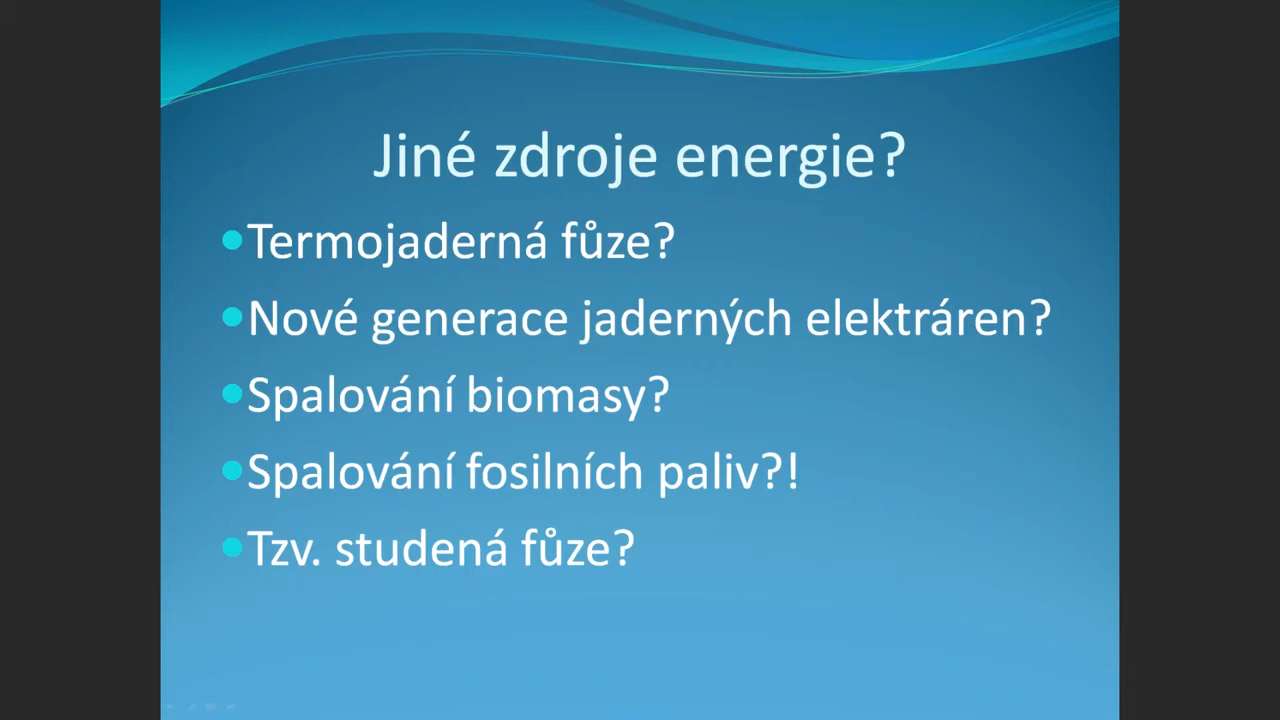 Jiné zdroje energie?
Termojaderná fůze?
Nové generace jaderných elektráren?
Spalování biomasy?
Spalování fosilních paliv?!
Tzv. studená fůze?